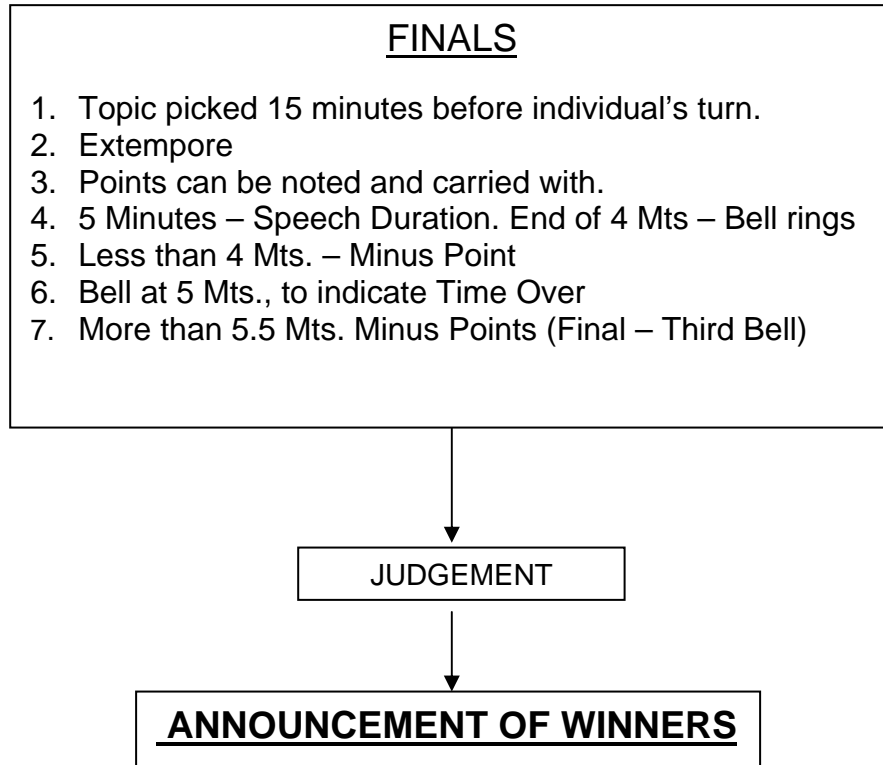 FINALS
1. Topic picked 15 minutes before individual's turn.
2. Extempore
3. Points can be noted and carried with.
4. 5 Minutes – Speech Duration. End of 4 Mts – Bell rings
5. Less than 4 Mts. – Minus Point
6. Bell at 5 Mts., to indicate Time Over
7. More than 5.5 Mts. Minus Points (Final – Third Bell)
JUDGEMENT
ANNOUNCEMENT OF WINNERS